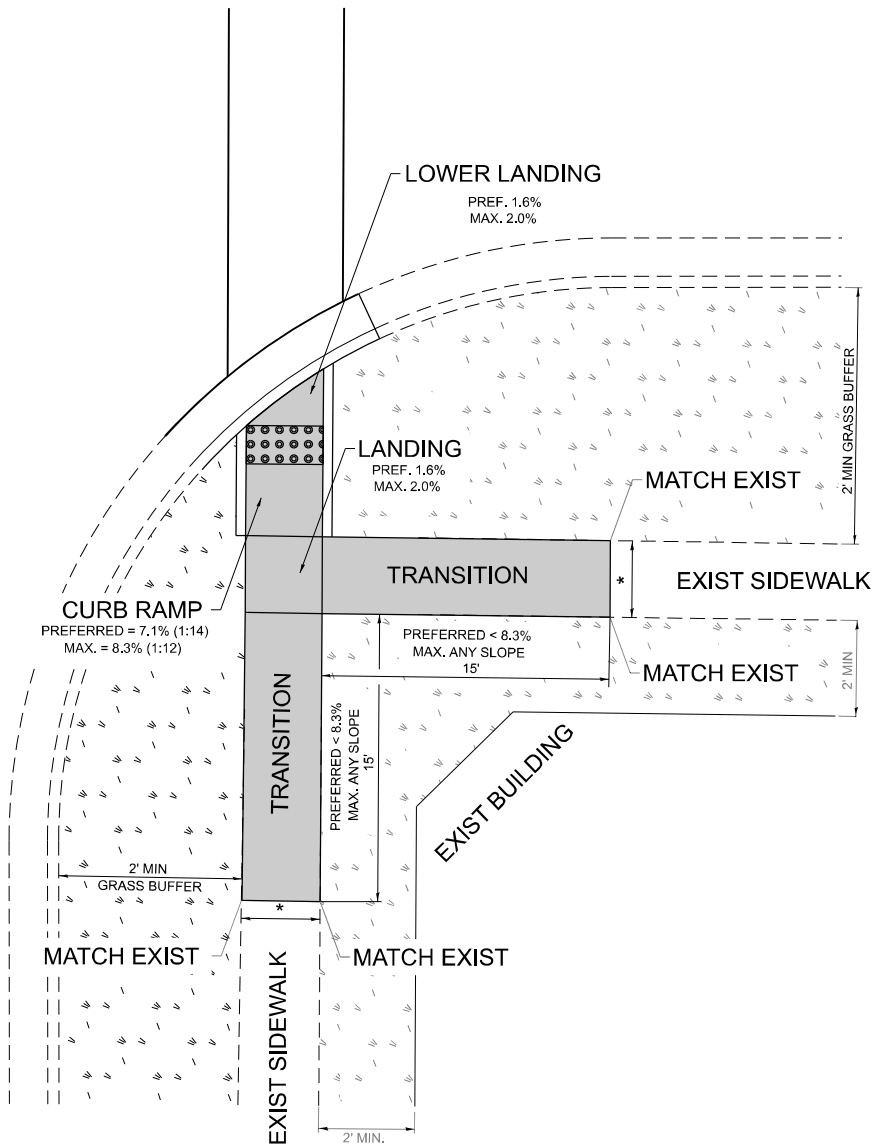 LOWER LANDING
PREF. 1.6%
MAX. 2.0%
2' MIN GRASS BUFFER
LANDING
PREF. 1.6%
MAX. 2.0%
MATCH EXIST
TRANSITION
*
EXIST SIDEWALK
CURB RAMP
PREFERRED = 7.1% (1:14)
MAX. = 8.3% (1:12)
PREFERRED < 8.3%
MAX. ANY SLOPE
15'
MATCH EXIST
2' MIN
TRANSITION
PREFERRED < 8.3%
MAX. ANY SLOPE
15'
EXIST BUILDING
2' MIN
GRASS BUFFER
*
MATCH EXIST
MATCH EXIST
EXIST SIDEWALK
2' MIN.